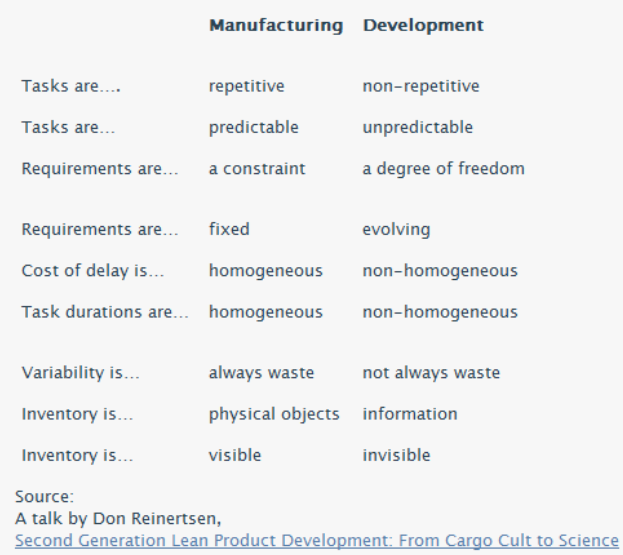 Manufacturing Development
Tasks are.... repetitive non-repetitive
Tasks are... predictable unpredictable
Requirements are... a constraint a degree of freedom
Requirements are... fixed evolving
Cost of delay is... homogeneous non-homogeneous
Task durations are... homogeneous non-homogeneous
Variability is... always waste not always waste
Inventory is... physical objects information
Inventory is... visible invisible
Source:
A talk by Don Reinertsen,
Second Generation Lean Product Development: From Cargo Cult to Science